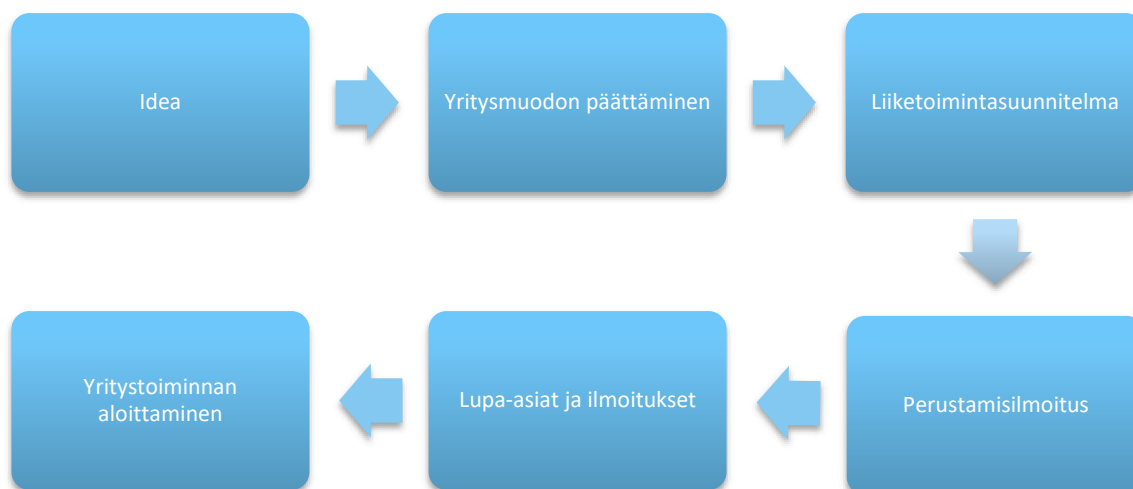 Idea
Yritysmuodon päättäminen
Liiketoimintasuunnitelma
Perustamisilmoitus
Lupa-asiat ja ilmoitukset
Yritystoiminnan
aloittaminen